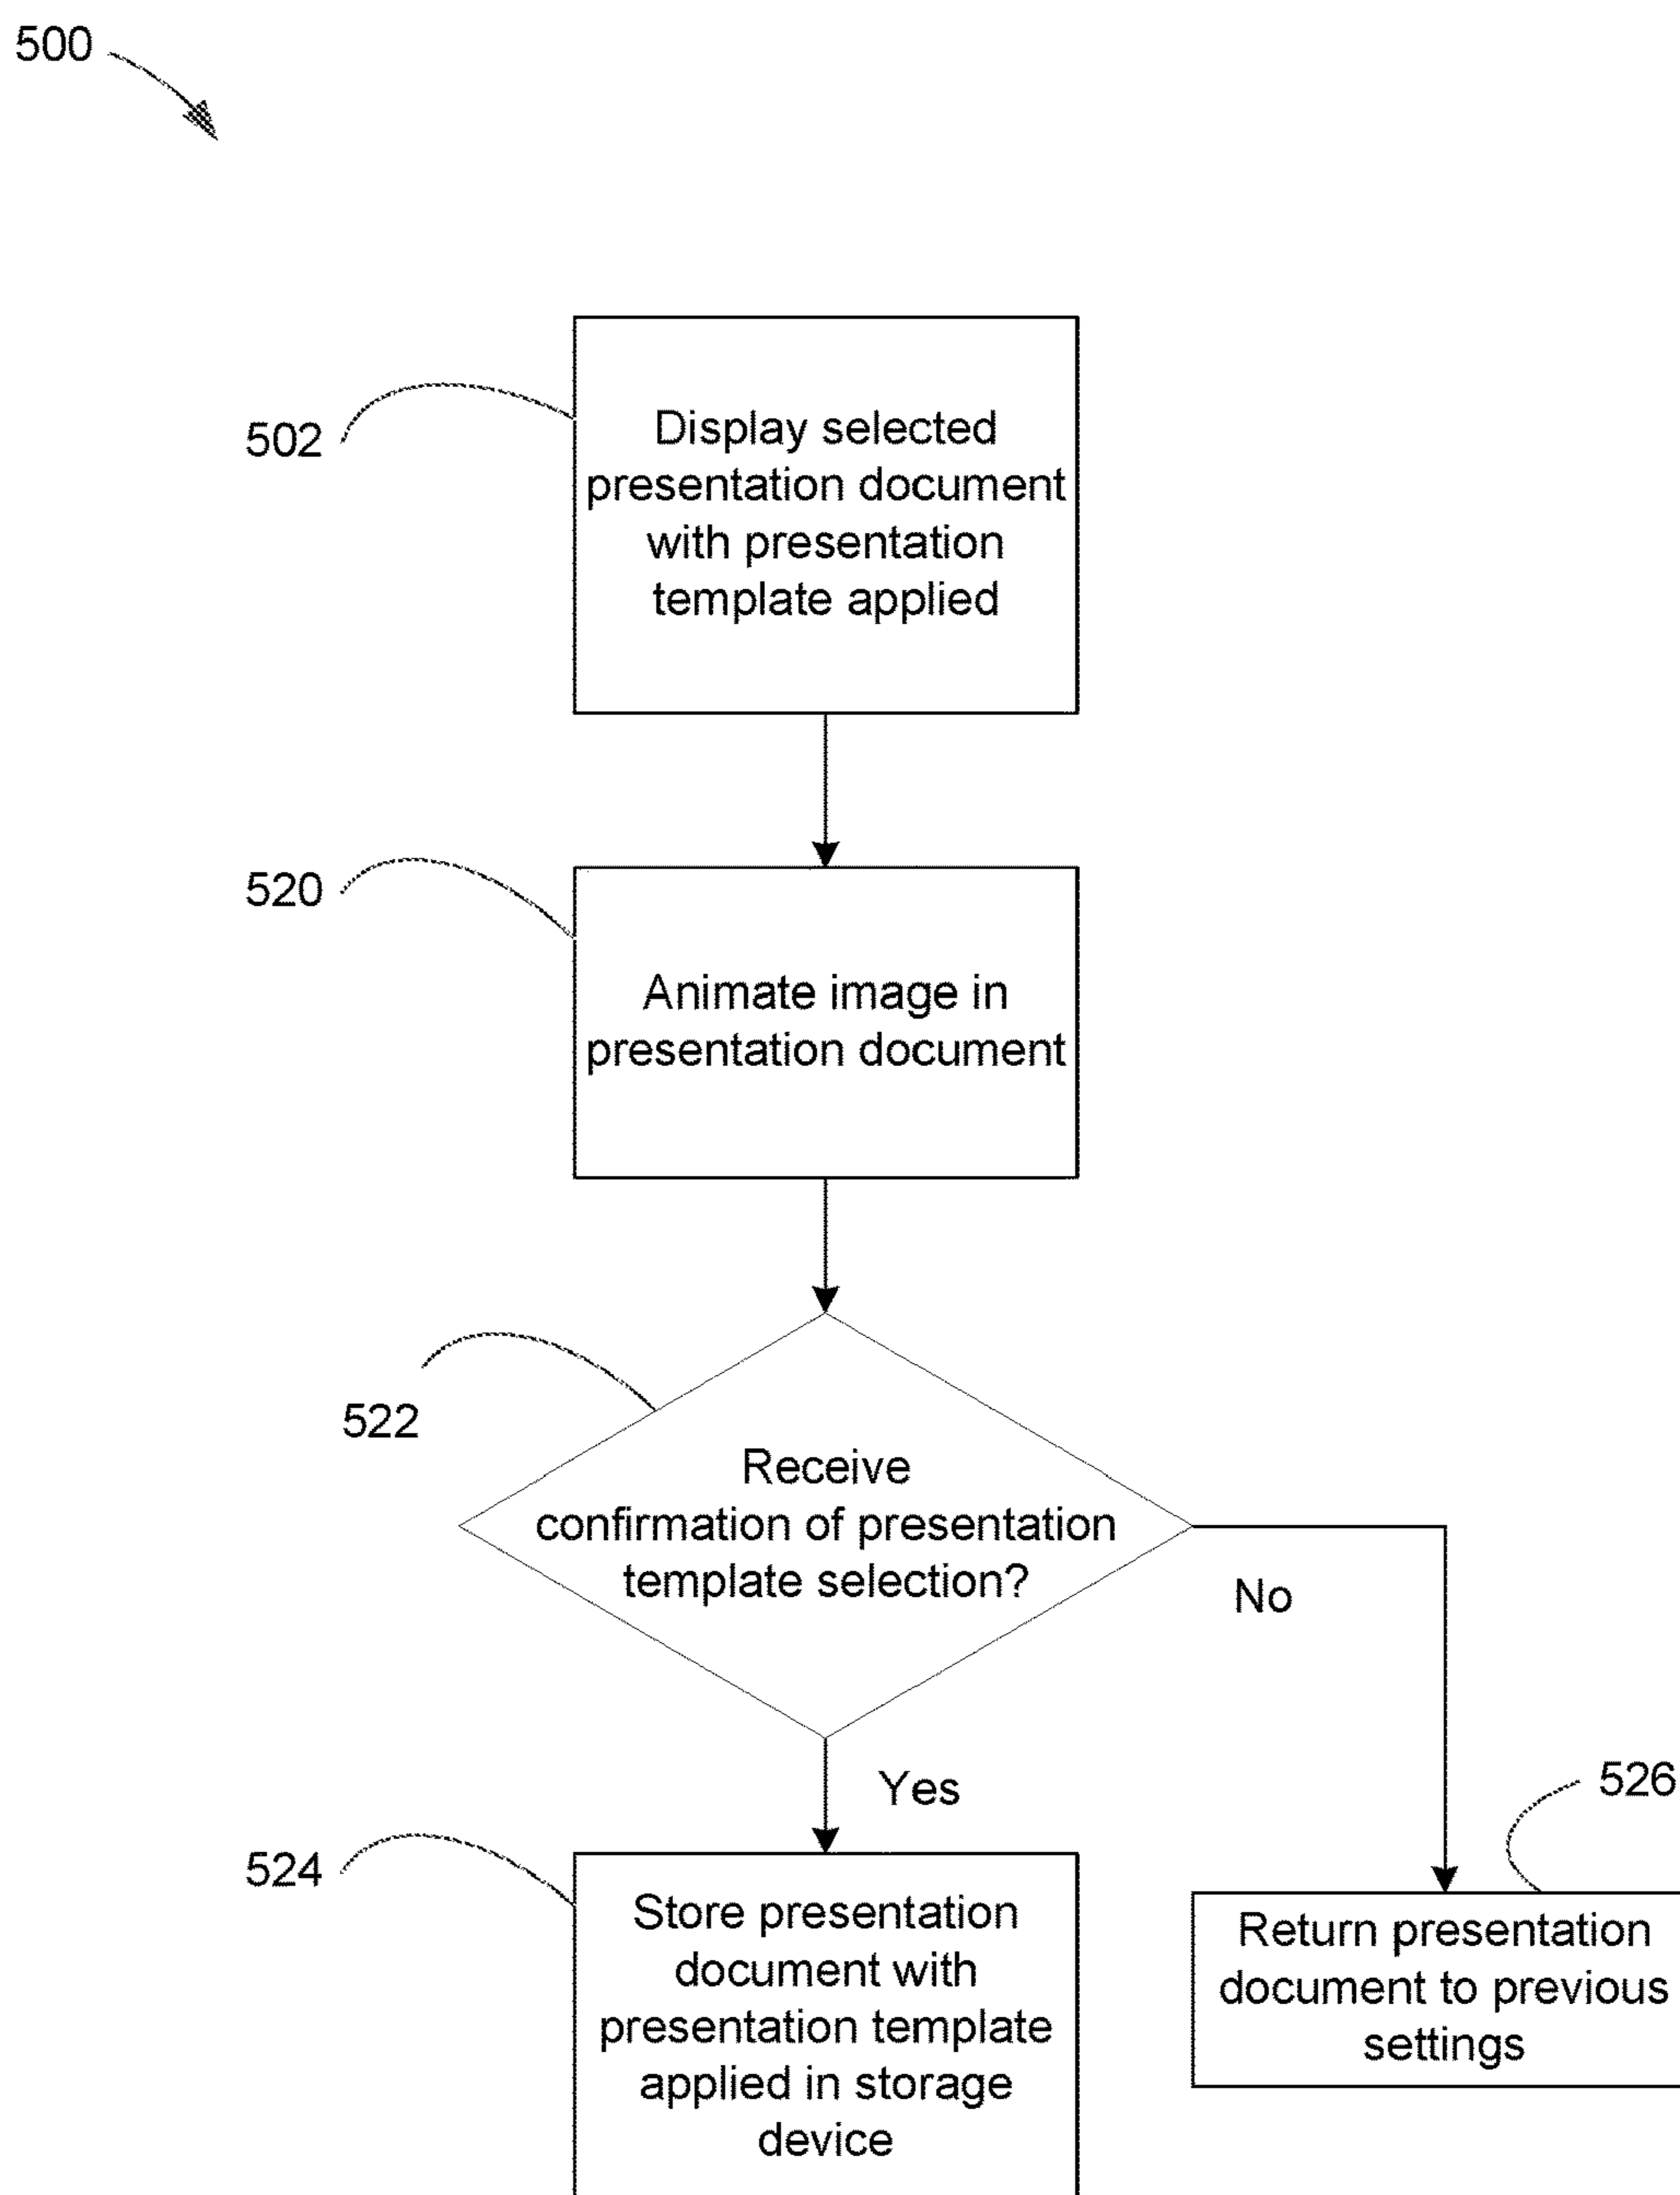 500
502
Display selected
presentation document
with presentation
template applied
520
Animate image in
presentation document
522
Receive
confirmation of presentation
template selection?
No
Yes
526
524
Store presentation
document with
presentation template
applied in storage
device
Return presentation
document to previous
settings